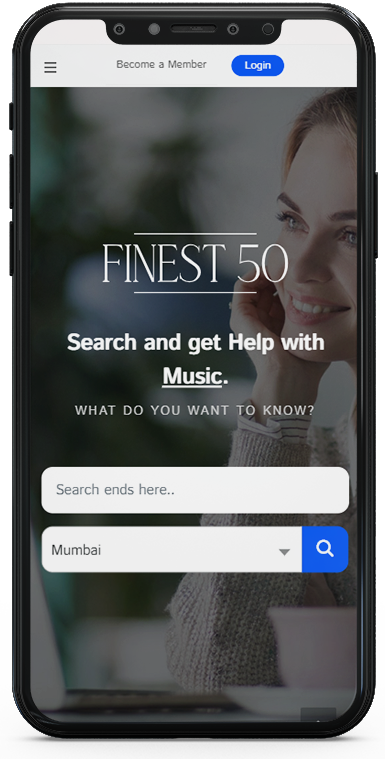 Become a Member
Login
FINEST 50
Search and get Help with
Music.
WHAT DO YOU WANT TO KNOW?
Search ends here..
Mumbai